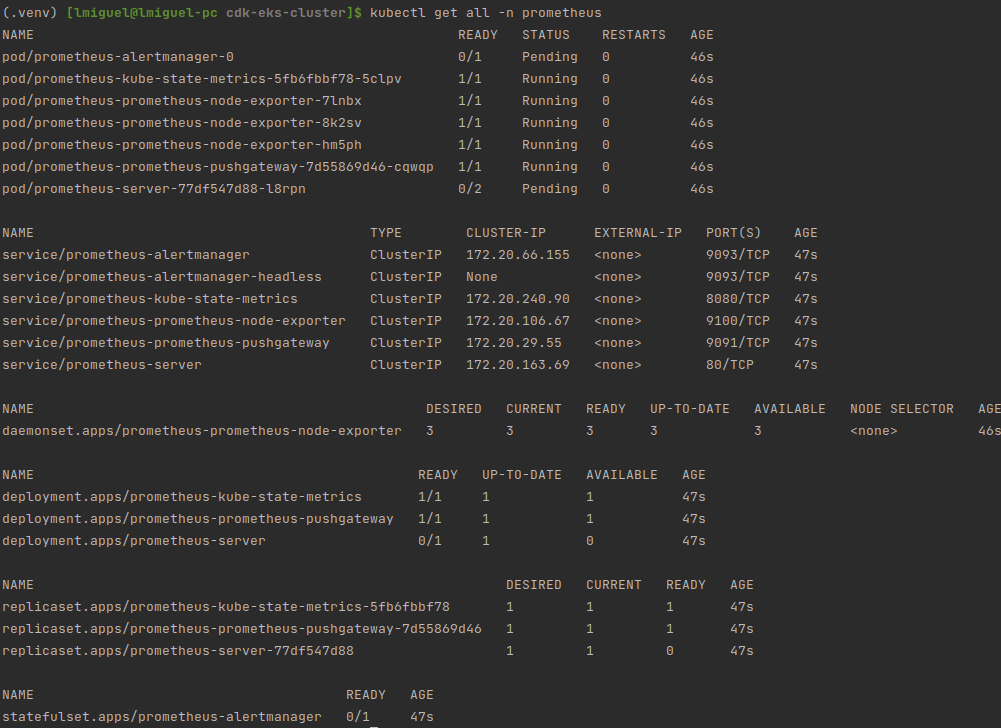 (.venv) [lmiguel@lmiguel-pc cdk-eks-cluster]$ kubectl get all -n prometheus
NAME READY STATUS RESTARTS AGE
pod/prometheus-alertmanager-0 0/1 Pending 0 46s
pod/prometheus-kube-state-metrics-5fb6fbbf78-5clpv 1/1 Running 0 46s
pod/prometheus-prometheus-node-exporter-7lnbx 1/1 Running 0 46s
pod/prometheus-prometheus-node-exporter-8k2sv 1/1 Running 0 46s
pod/prometheus-prometheus-node-exporter-hm5ph 1/1 Running 0 46s
pod/prometheus-prometheus-pushgateway-7d55869d46-cqwqp 1/1 Running 0 46s
pod/prometheus-server-77df547d88-l8rpn 0/2 Pending 0 46s
NAME TYPE CLUSTER-IP EXTERNAL-IP PORT(S) AGE
service/prometheus-alertmanager ClusterIP 172.20.66.155 <none> 9093/TCP 47s
service/prometheus-alertmanager-headless ClusterIP None <none> 9093/TCP 47s
service/prometheus-kube-state-metrics ClusterIP 172.20.240.90 <none> 8080/TCP 47s
service/prometheus-prometheus-node-exporter ClusterIP 172.20.106.67 <none> 9100/TCP 47s
service/prometheus-prometheus-pushgateway ClusterIP 172.20.29.55 <none> 9091/TCP 47s
service/prometheus-server ClusterIP 172.20.163.69 <none> 80/TCP 47s
NAME DESIRED CURRENT READY UP-TO-DATE AVAILABLE NODE SELECTOR AGE
daemonset.apps/prometheus-prometheus-node-exporter 3 3 3 3 3 <none> 46s
NAME READY UP-TO-DATE AVAILABLE AGE
deployment.apps/prometheus-kube-state-metrics 1/1 1 1 47s
deployment.apps/prometheus-prometheus-pushgateway 1/1 1 1 47s
deployment.apps/prometheus-server 0/1 1 0 47s
NAME DESIRED CURRENT READY AGE
replicaset.apps/prometheus-kube-state-metrics-5fb6fbbf78 1 1 1 47s
replicaset.apps/prometheus-prometheus-pushgateway-7d55869d46 1 1 1 47s
replicaset.apps/prometheus-server-77df547d88 1 1 0 47s
NAME READY AGE
statefulset.apps/prometheus-alertmanager 0/1 47s